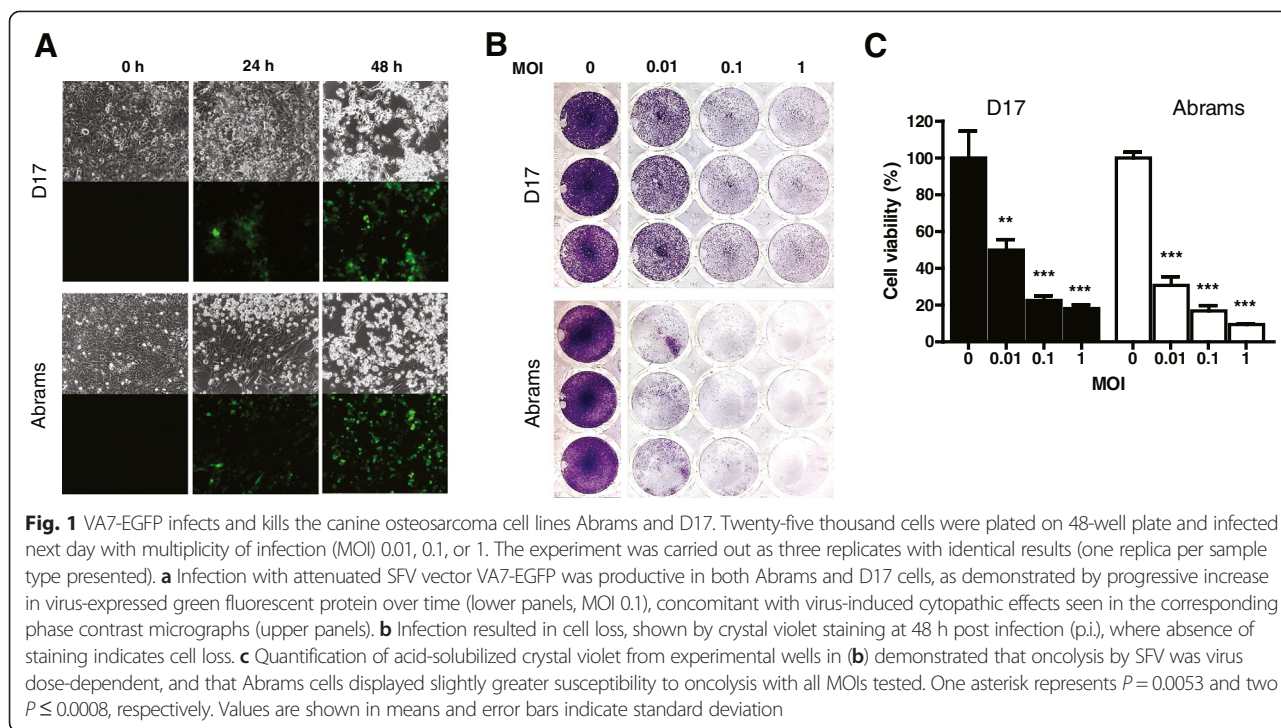 A
0 h 24 h 48 h
D17
Abrams
B
MOI 0 0.01 0.1 1
D17
Abrams
C
D17 Abrams
120
100
80
60
40
20
0
Cell viability (%)
** *** *** *** *** ***
0 0.01 0.1 1 0 0.01 0.1 1
MOI
Fig. 1 VA7-EGFP infects and kills the canine osteosarcoma cell lines Abrams and D17. Twenty-five thousand cells were plated on 48-well plate and infected
next day with multiplicity of infection (MOI) 0.01, 0.1, or 1. The experiment was carried out as three replicates with identical results (one replica per sample
type presented). a Infection with attenuated SFV vector VA7-EGFP was productive in both Abrams and D17 cells, as demonstrated by progressive increase
in virus-expressed green fluorescent protein over time (lower panels, MOI 0.1), concomitant with virus-induced cytopathic effects seen in the corresponding
phase contrast micrographs (upper panels). b Infection resulted in cell loss, shown by crystal violet staining at 48 h post infection (p.i.), where absence of
staining indicates cell loss. c Quantification of acid-solubilized crystal violet from experimental wells in (b) demonstrated that oncolysis by SFV was virus
dose-dependent, and that Abrams cells displayed slightly greater susceptibility to oncolysis with all MOIs tested. One asterisk represents P = 0.0053 and two
P ≤ 0.0008, respectively. Values are shown in means and error bars indicate standard deviation